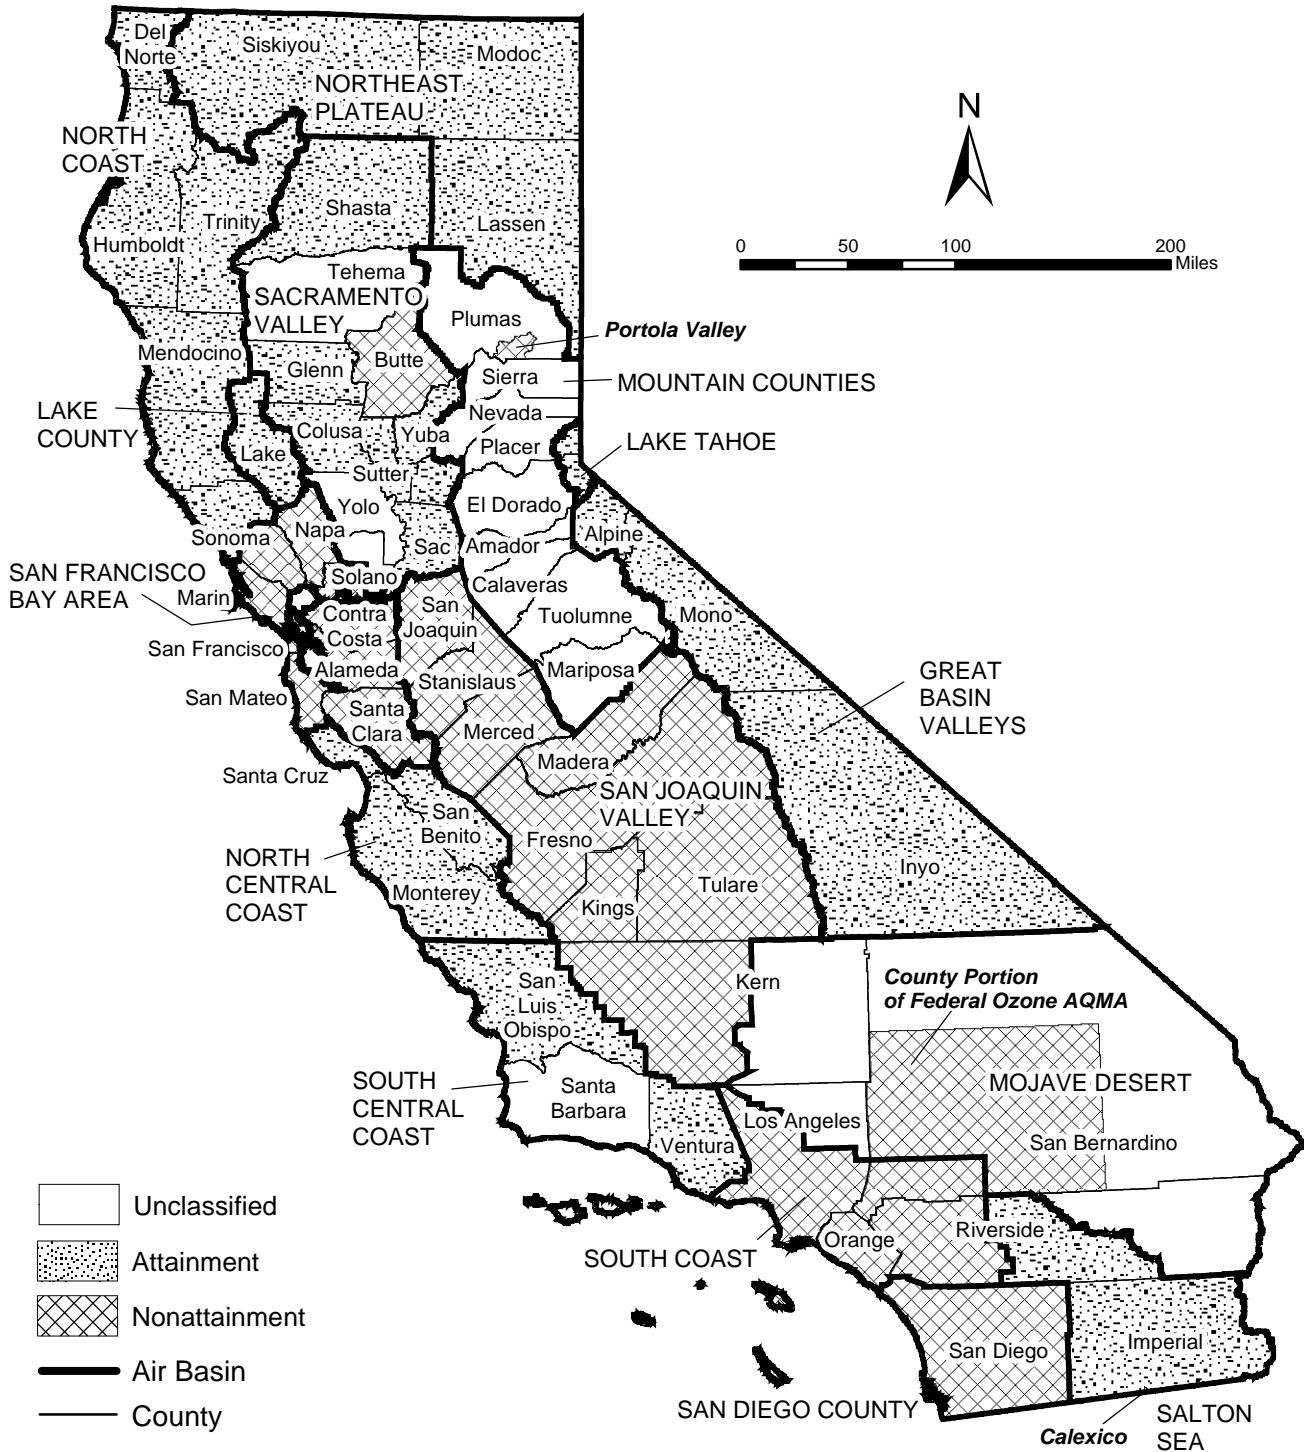 Del
Norte
Siskiyou
Modoc
NORTHEAST
PLATEAU
N
NORTH
COAST
Shasta
Trinity
Lassen
Humboldt
0 50 100 200
Miles
Tehema
SACRAMENTO
VALLEY
Plumas
Portola Valley
Mendocino
Butte
Glenn
Sierra
MOUNTAIN COUNTIES
LAKE
COUNTY
Nevada
Colusa
Yuba
Placer
LAKE TAHOE
Lake
Sutter
Yolo
El Dorado
Napa
Sonoma
Alpine
Sac
Amador
SAN FRANCISCO
BAY AREA
Solano
Calaveras
Marin
San
Joaquin
Contra
Costa
Tuolumne
Mono
San Francisco
Alameda
Mariposa
GREAT
BASIN
VALLEYS
Stanislaus
San Mateo
Santa
Clara
Merced
Madera
Santa Cruz
SAN JOAQUIN
VALLEY
San
Benito
Fresno
NORTH
CENTRAL
COAST
Inyo
Tulare
Monterey
Kings
San
Luis
Obispo
Kern
County Portion
of Federal Ozone AQMA
SOUTH
CENTRAL
COAST
Santa
Barbara
MOJAVE DESERT
Los Angeles
San Bernardino
Ventura
Unclassified
Riverside
Orange
Attainment
SOUTH COAST
Nonattainment
San Diego
Imperial
Air Basin
SAN DIEGO COUNTY
County
Calexico
SALTON
SEA